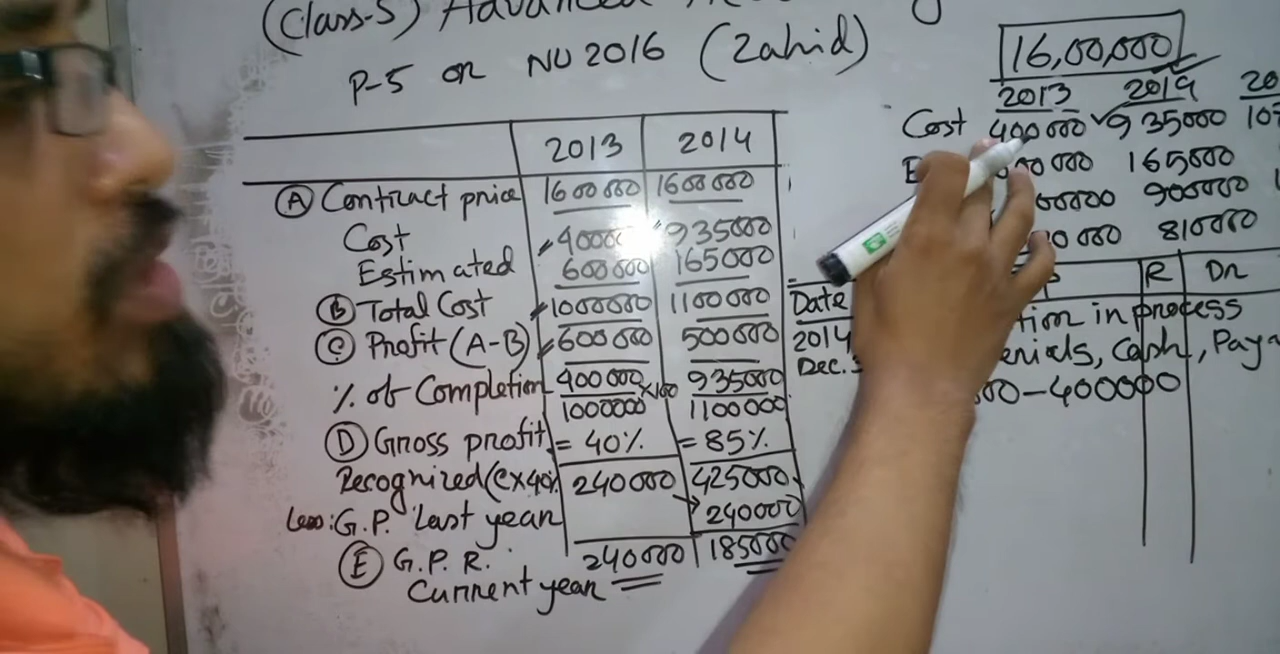 (Class-5) Advanced
P-5 or NU 2016 (Zahid)
2013 2014
(A) Contract price 1600000 1600000
Cost 935000
Estimated 600000 165000
(B) Total Cost 1000000 1100000
(C) Profit (A-B) 600000 500000
% of Completion 400000/1000000 ×100 935000/1100000
= 40% = 85%
(D) Gross profit
Recognized (C×40% 240000 425000
Less: G.P. Last year 240000
(E) G.P.R. 240000 185000
Current year
16,00,000
2013 2014 20
Cost 400000 935000
165000
900000
810000
Date R Dr
2014 in process
Dec. Cash,
-400000